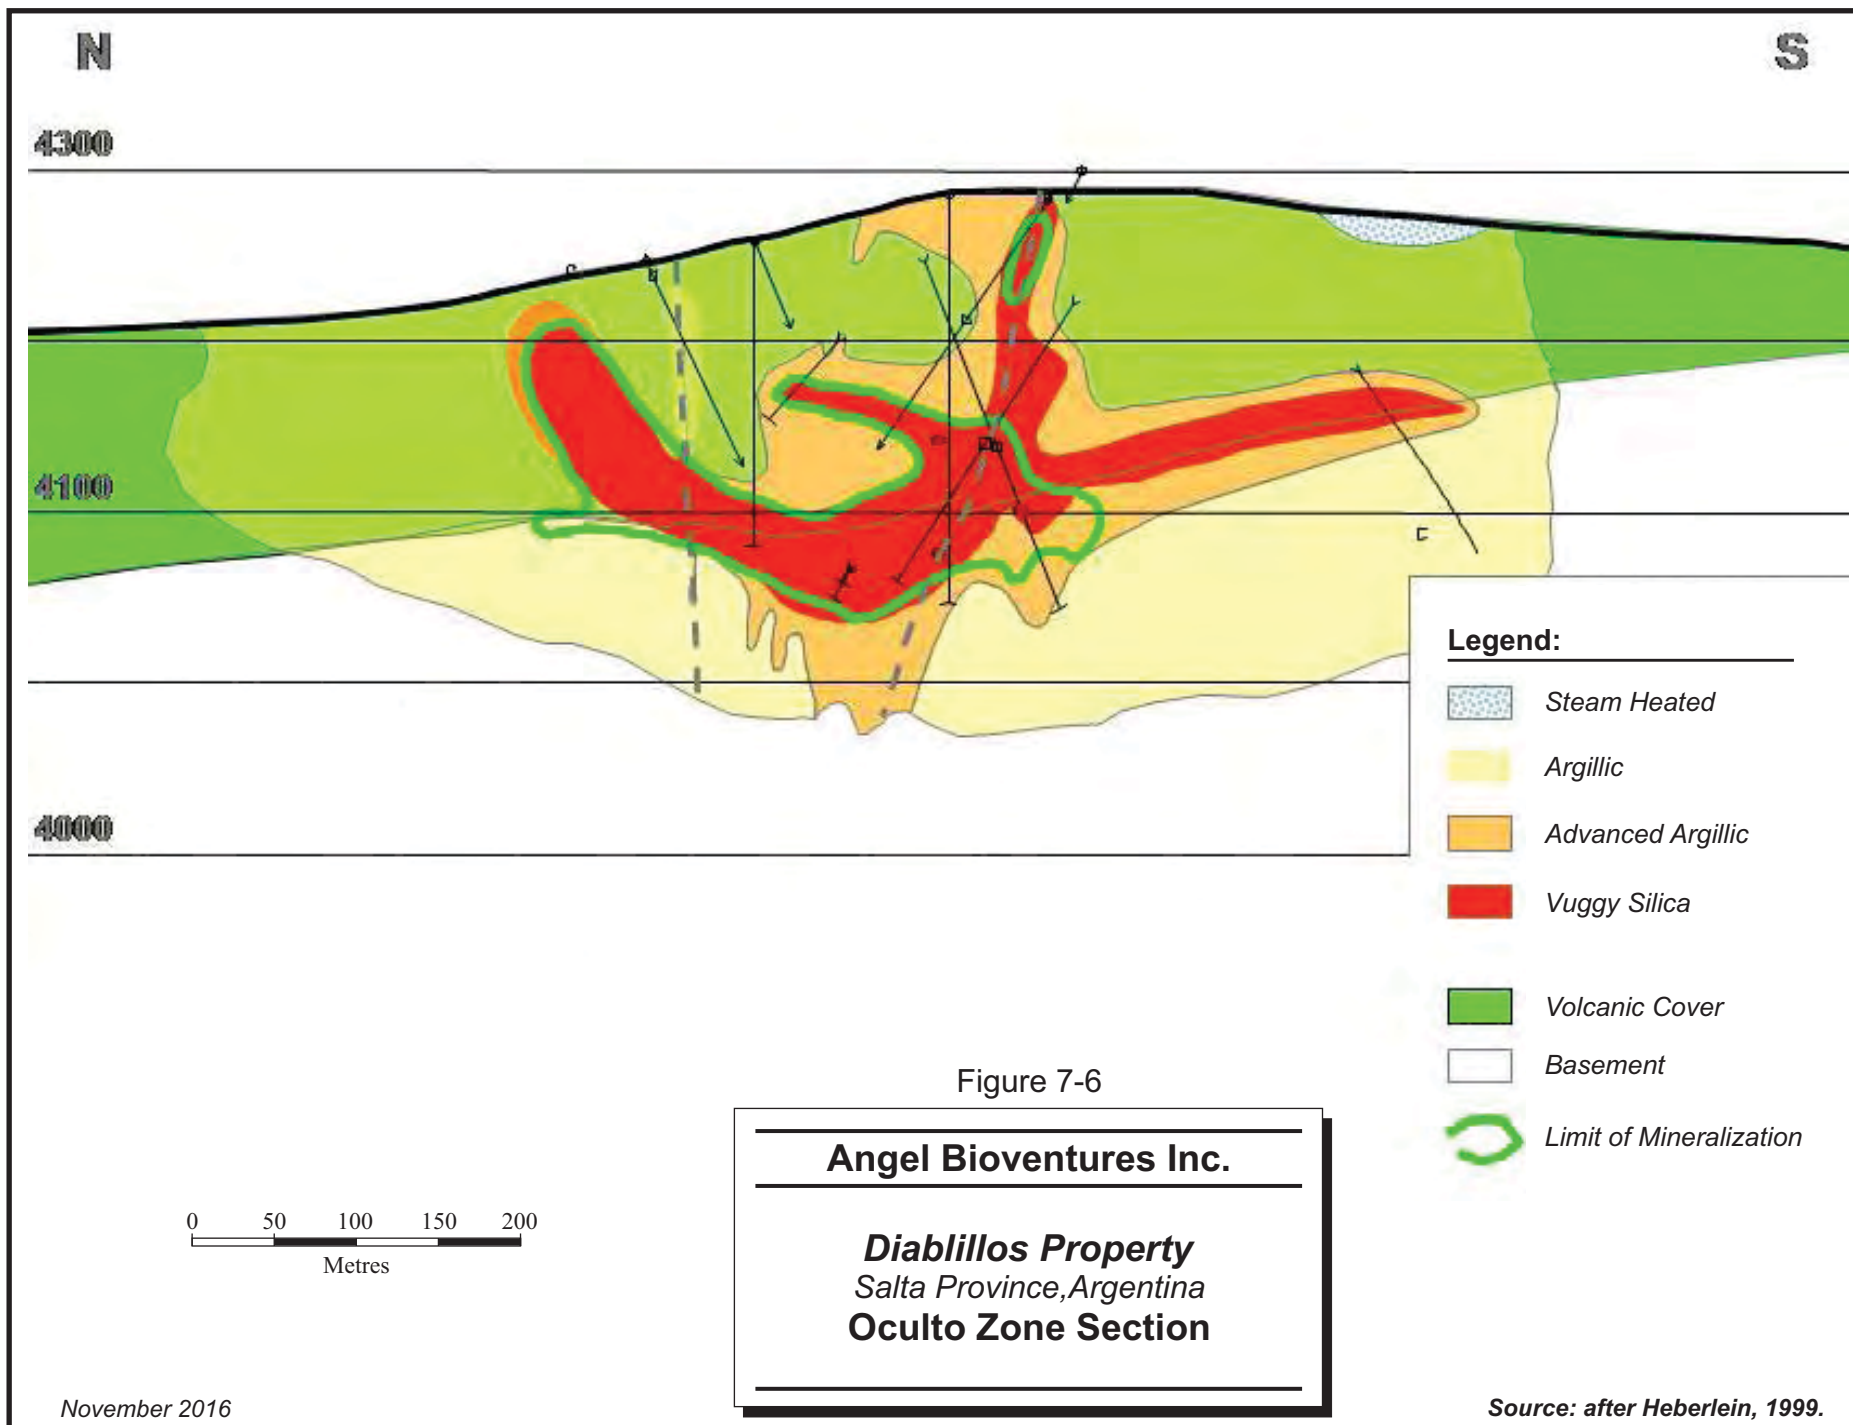 N
S
4300
4100
4000
Legend:
Steam Heated
Argillic
Advanced Argillic
Vuggy Silica
Volcanic Cover
Basement
Limit of Mineralization
Figure 7-6
Angel Bioventures Inc.
Diablillos Property
Salta Province,Argentina
Oculto Zone Section
0 50 100 150 200
Metres
November 2016
Source: after Heberlein, 1999.